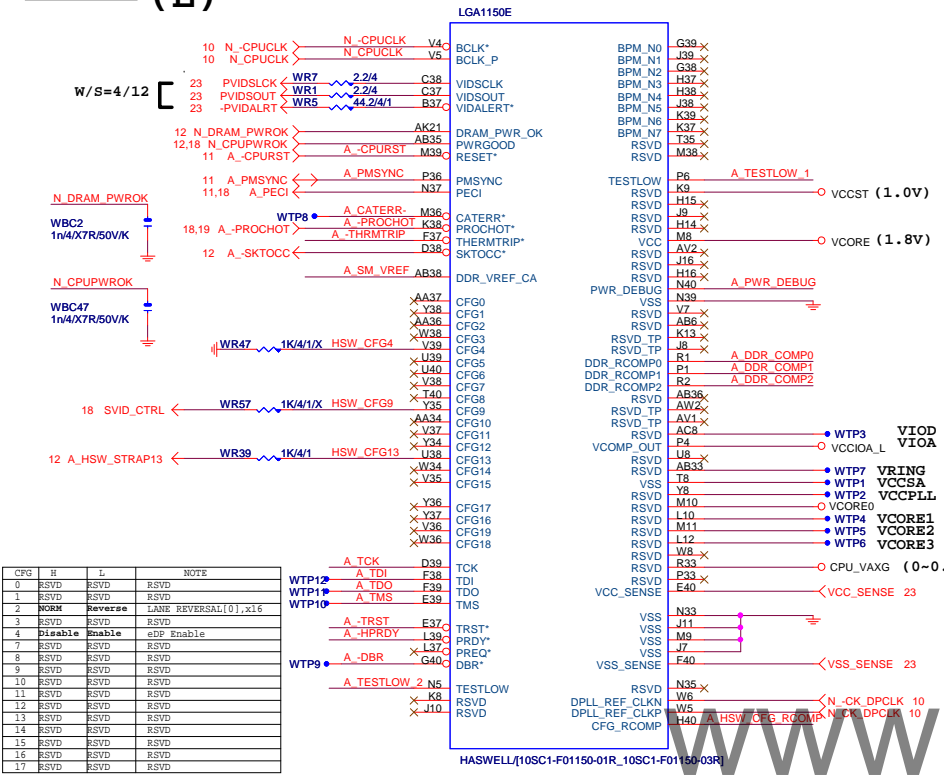 (L)
LGA1150E
10 N_-CPUCLK N_-CPUCLK V4 BCLK* BPM_N0 G39
10 N_CPUCLK N_CPUCLK V5 BCLK_P BPM_N1 J39
BPM_N2 G38
23 PVIDSLCK WR7 2.2/4 C38 VIDSCLK BPM_N3 H37
W/S=4/12 23 PVIDSOUT WR1 2.2/4 C37 VIDSOUT BPM_N4 H38
23 -PVIDALRT WR5 44.2/4/1 B37 VIDALERT* BPM_N5 J38
BPM_N6 K39
12 N_DRAM_PWROK AK21 DRAM_PWR_OK BPM_N7 K37
12,18 N_CPUPWROK AB35 PWRGOOD RSVD T35
11 A_-CPURST A_-CPURST M39 RESET* RSVD M38
11 A_PMSYNC A_PMSYNC P36 PMSYNC TESTLOW P6 A_TESTLOW_1
11,18 A_PECI N37 PECI RSVD K9 VCCST (1.0V)
RSVD H15
WTP8 A_CATERR- M36 CATERR* RSVD J9
18,19 A_-PROCHOT A_-PROCHOT K38 PROCHOT* RSVD H14
A_-THRMTRIP F37 THERMTRIP* VCC M8 VCORE (1.8V)
12 A_-SKTOCC D38 SKTOCC* RSVD AV2
RSVD J16
A_SM_VREF AB38 DDR_VREF_CA RSVD H16
PWR_DEBUG N40 A_PWR_DEBUG
N_DRAM_PWROK
WBC2
1n/4/X7R/50V/K
N_CPUPWROK
WBC47
1n/4/X7R/50V/K
AA37 CFG0 VSS N39
Y38 CFG1 RSVD V7
AA36 CFG2 RSVD AB6
W38 CFG3 RSVD_TP K13
WR47 1K/4/1/X HSW_CFG4 V39 CFG4 RSVD_TP J8
U39 CFG5 DDR_RCOMP0 R1 A_DDR_COMP0
U40 CFG6 DDR_RCOMP1 P1 A_DDR_COMP1
V38 CFG7 DDR_RCOMP2 R2 A_DDR_COMP2
T40 CFG8 RSVD AB36
18 SVID_CTRL WR57 1K/4/1/X HSW_CFG9 Y35 CFG9 RSVD_TP AW2
AA34 CFG10 RSVD_TP AV1
V37 CFG11 RSVD AC8 WTP3 VIOD
Y34 CFG12 VCOMP_OUT P4 VCCIOA_L VIOA
12 A_HSW_STRAP13 WR39 1K/4/1 HSW_CFG13 U38 CFG13 RSVD U8
W34 CFG14 RSVD AB33 WTP7 VRING
V35 CFG15 VSS T8 WTP1 VCCSA
RSVD Y8 WTP2 VCCPLL
Y36 CFG17 RSVD M10 VCORE0
Y37 CFG16 RSVD L10 WTP4 VCORE1
V36 CFG19 RSVD M11 WTP5 VCORE2
W36 CFG18 RSVD L12 WTP6 VCORE3
RSVD W8
A_TCK D39 TCK RSVD R33 CPU_VAXG (0~0.
WTP12 A_TDI F38 TDI RSVD P33
WTP11 A_TDO F39 TDO VCC_SENSE E40 VCC_SENSE 23
WTP10 A_TMS E39 TMS
VSS N33
A_-TRST E37 TRST* VSS J11
A_-HPRDY L39 PRDY* VSS M9
L37 PREQ* VSS J7
WTP9 A_-DBR G40 DBR* VSS_SENSE F40 VSS_SENSE 23
A_TESTLOW_2 N5 TESTLOW RSVD N35
K8 RSVD DPLL_REF_CLKN W6 N_-CK_DPCLK 10
J10 RSVD DPLL_REF_CLKP W5 N_CK_DPCLK 10
CFG_RCOMP H40 A_HSW_CFG_RCOMP
HASWELL/[10SC1-F01150-01R_10SC1-F01150-03R]
CFG H L NOTE
0 RSVD RSVD RSVD
1 RSVD RSVD RSVD
2 NORM Reverse LANE REVERSAL[0],x16
3 RSVD RSVD RSVD
4 Disable Enable eDP Enable
7 RSVD RSVD RSVD
8 RSVD RSVD RSVD
9 RSVD RSVD RSVD
10 RSVD RSVD RSVD
11 RSVD RSVD RSVD
12 RSVD RSVD RSVD
13 RSVD RSVD RSVD
14 RSVD RSVD RSVD
15 RSVD RSVD RSVD
16 RSVD RSVD RSVD
17 RSVD RSVD RSVD
www